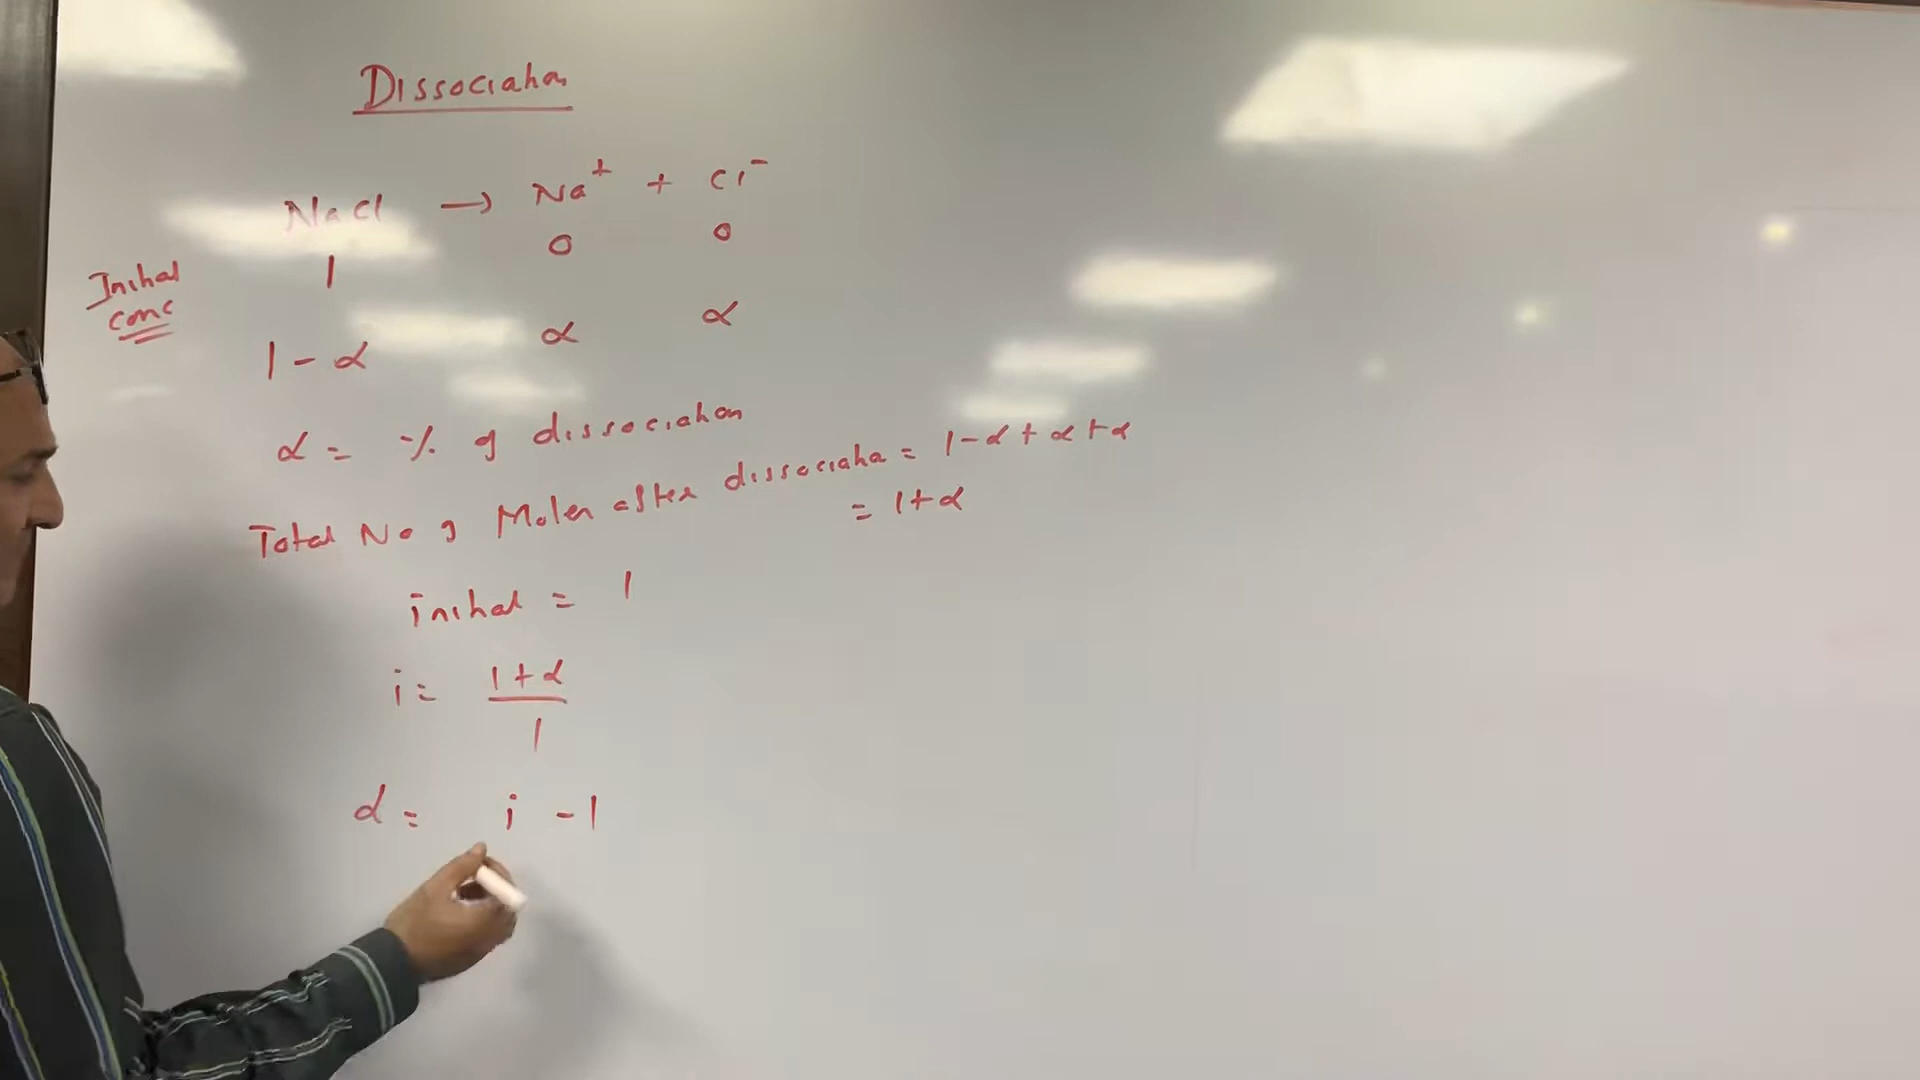 Dissociation
NaCl → Na⁺ + Cl⁻
Initial conc 1 0 0
1 - α α α
α = % of dissociation
Total No of Moles after dissociation = 1 - α + α + α
= 1 + α
initial = 1
i = 1 + α / 1
α = i - 1